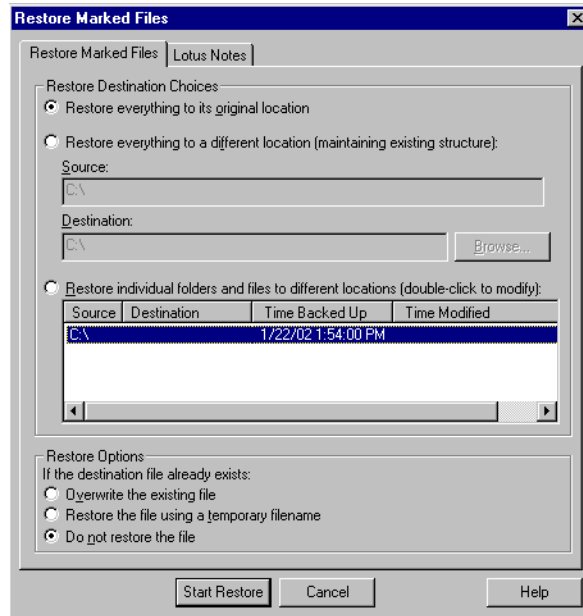 Restore Marked Files
Restore Marked Files Lotus Notes
Restore Destination Choices
Restore everything to its original location
Restore everything to a different location (maintaining existing structure):
Source:
C:\
Destination:
C:\ Browse...
Restore individual folders and files to different locations (double-click to modify):
Source Destination Time Backed Up Time Modified
C:\ 1/22/02 1:54:00 PM
Restore Options
If the destination file already exists:
Overwrite the existing file
Restore the file using a temporary filename
Do not restore the file
Start Restore Cancel Help